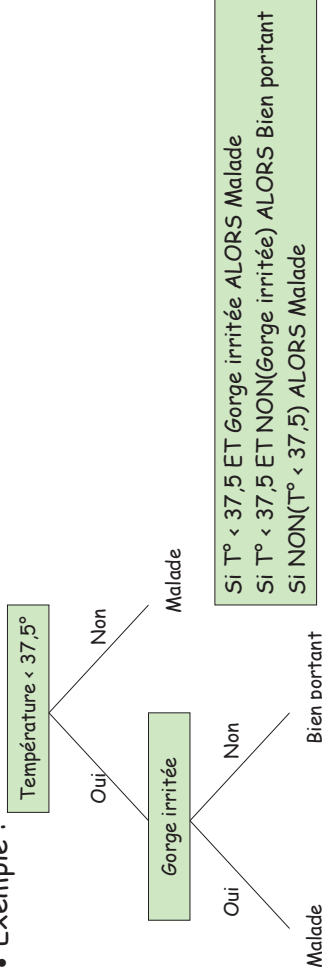 • Exemple :
Température < 37,5°
Oui
Non
Gorge irritée
Malade
Oui
Non
Malade
Bien portant
Si T° < 37,5 ET Gorge irritée ALORS Malade
Si T° < 37,5 ET NON(Gorge irritée) ALORS Bien portant
Si NON(T° < 37,5) ALORS Malade